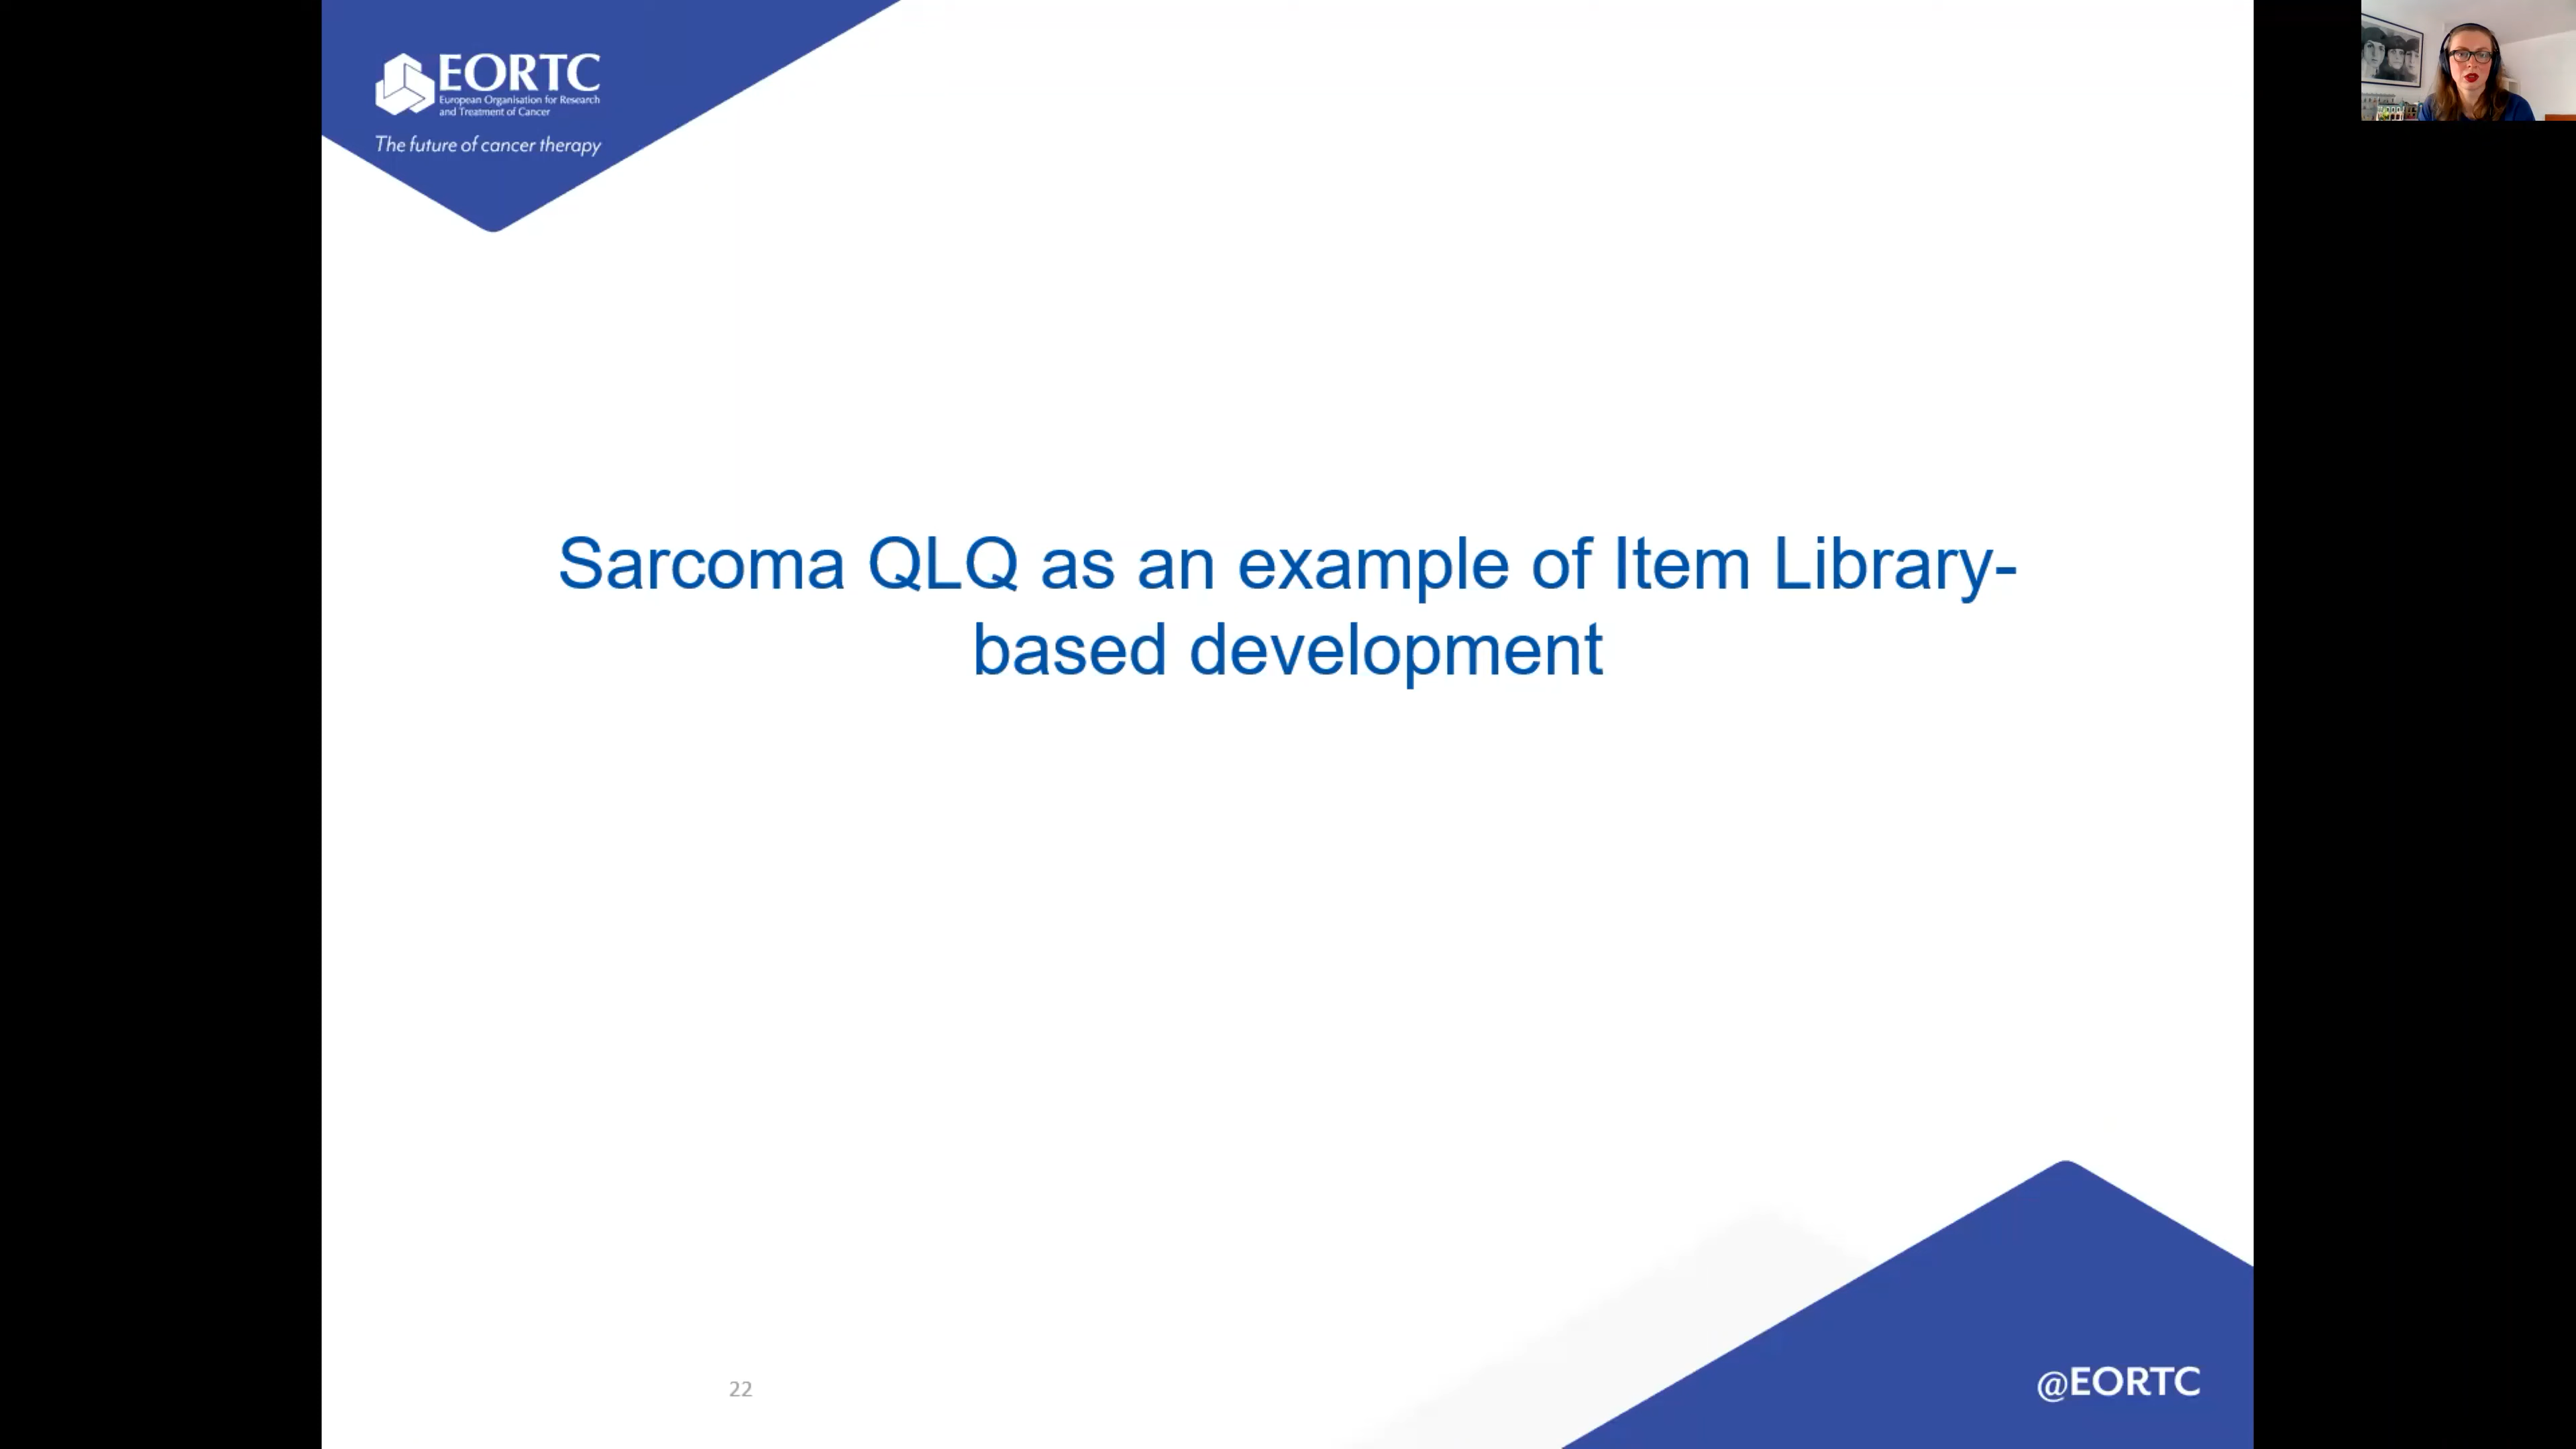 EORTC
European Organisation for Research
and Treatment of Cancer
The future of cancer therapy
Sarcoma QLQ as an example of Item Library-
based development
22
@EORTC